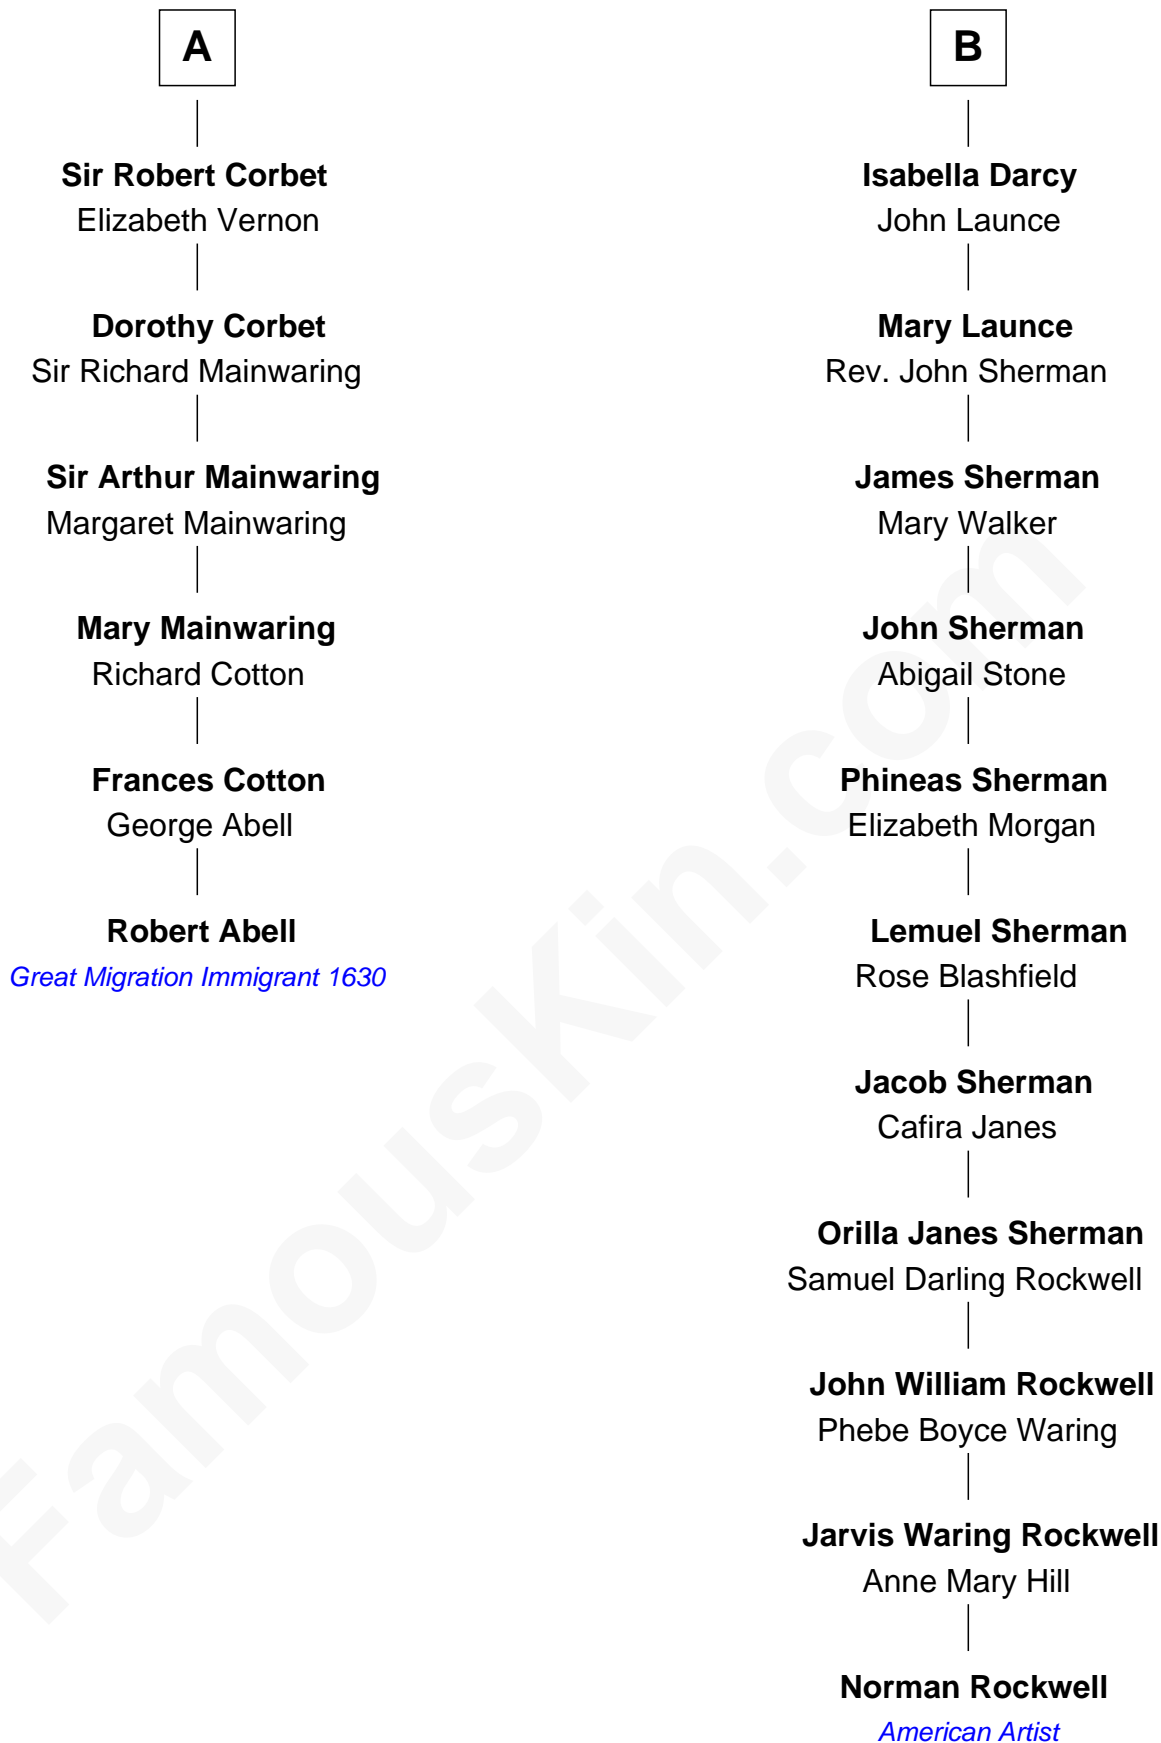 A
Sir Robert Corbet
Elizabeth Vernon
Dorothy Corbet
Sir Richard Mainwaring
Sir Arthur Mainwaring
Margaret Mainwaring
Mary Mainwaring
Richard Cotton
Frances Cotton
George Abell
Robert Abell
Great Migration Immigrant 1630
B
Isabella Darcy
John Launce
Mary Launce
Rev. John Sherman
James Sherman
Mary Walker
John Sherman
Abigail Stone
Phineas Sherman
Elizabeth Morgan
Lemuel Sherman
Rose Blashfield
Jacob Sherman
Cafira Janes
Orilla Janes Sherman
Samuel Darling Rockwell
John William Rockwell
Phebe Boyce Waring
Jarvis Waring Rockwell
Anne Mary Hill
Norman Rockwell
American Artist
FamousKin.com